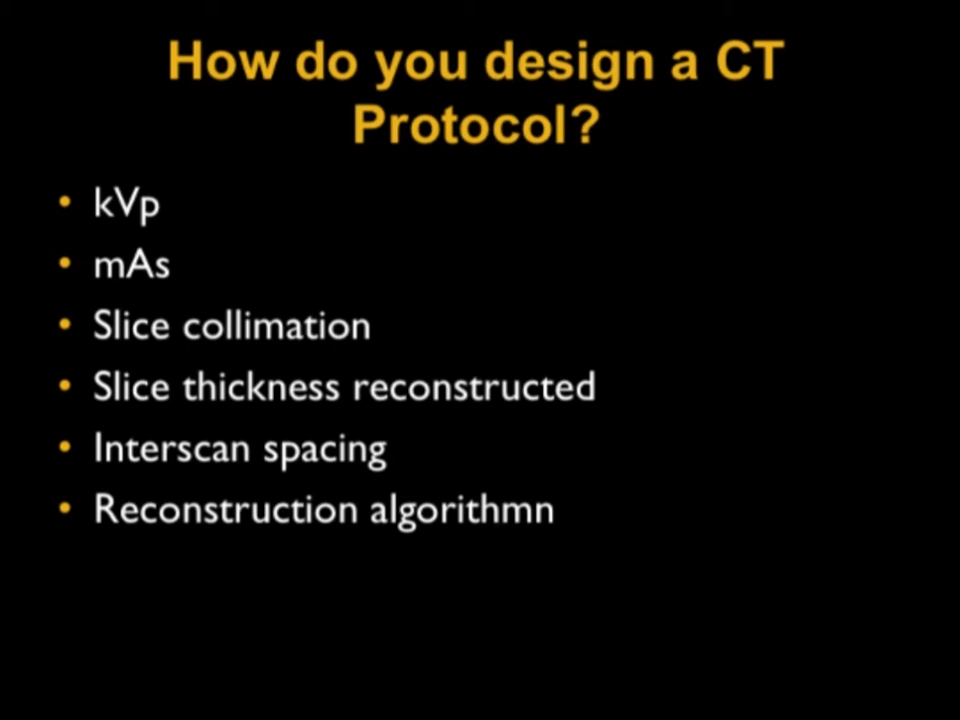 How do you design a CT
Protocol?
• kVp
• mAs
• Slice collimation
• Slice thickness reconstructed
• Interscan spacing
• Reconstruction algorithmn